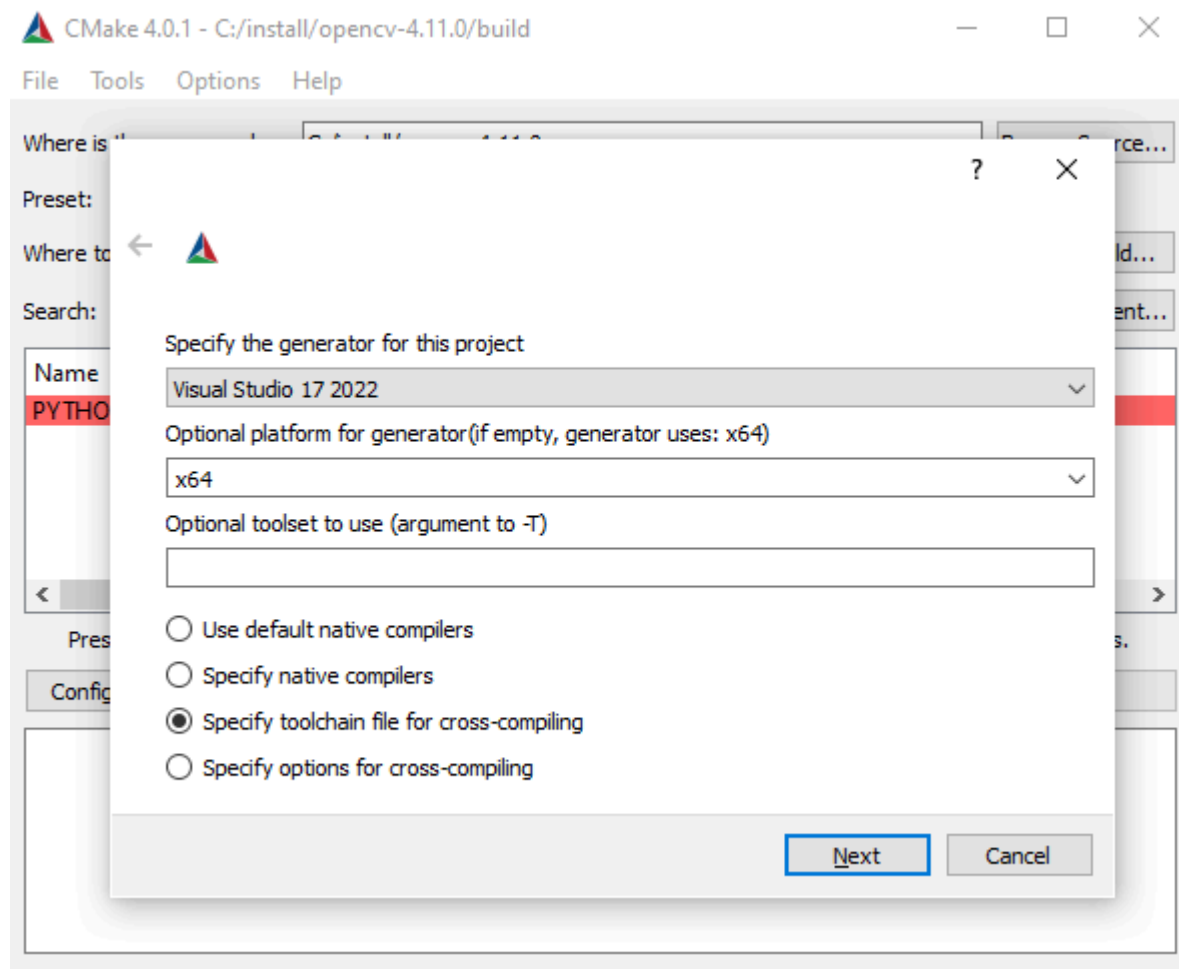 CMake 4.0.1 - C:/install/opencv-4.11.0/build
File Tools Options Help
Where is
rce...
?
Preset:
Where to
ld...
Search:
ent...
Specify the generator for this project
Name
Visual Studio 17 2022
PYTHO
Optional platform for generator(if empty, generator uses: x64)
x64
Optional toolset to use (argument to -T)
Use default native compilers
Pres
s.
Specify native compilers
Config
Specify toolchain file for cross-compiling
Specify options for cross-compiling
Next Cancel